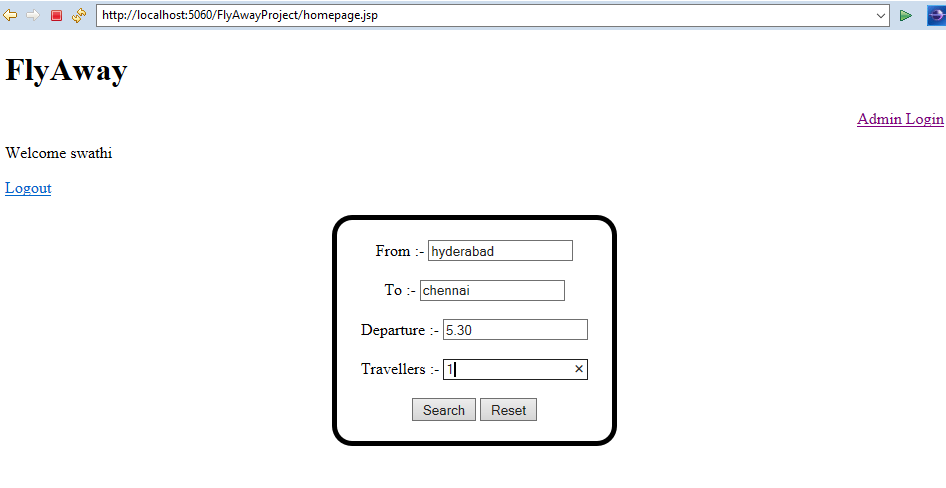 http://localhost:5060/FlyAwayProject/homepage.jsp
FlyAway
Admin Login
Welcome swathi
Logout
From :- hyderabad
To :- chennai
Departure :- 5.30
Travellers :- 1 ×
Search Reset